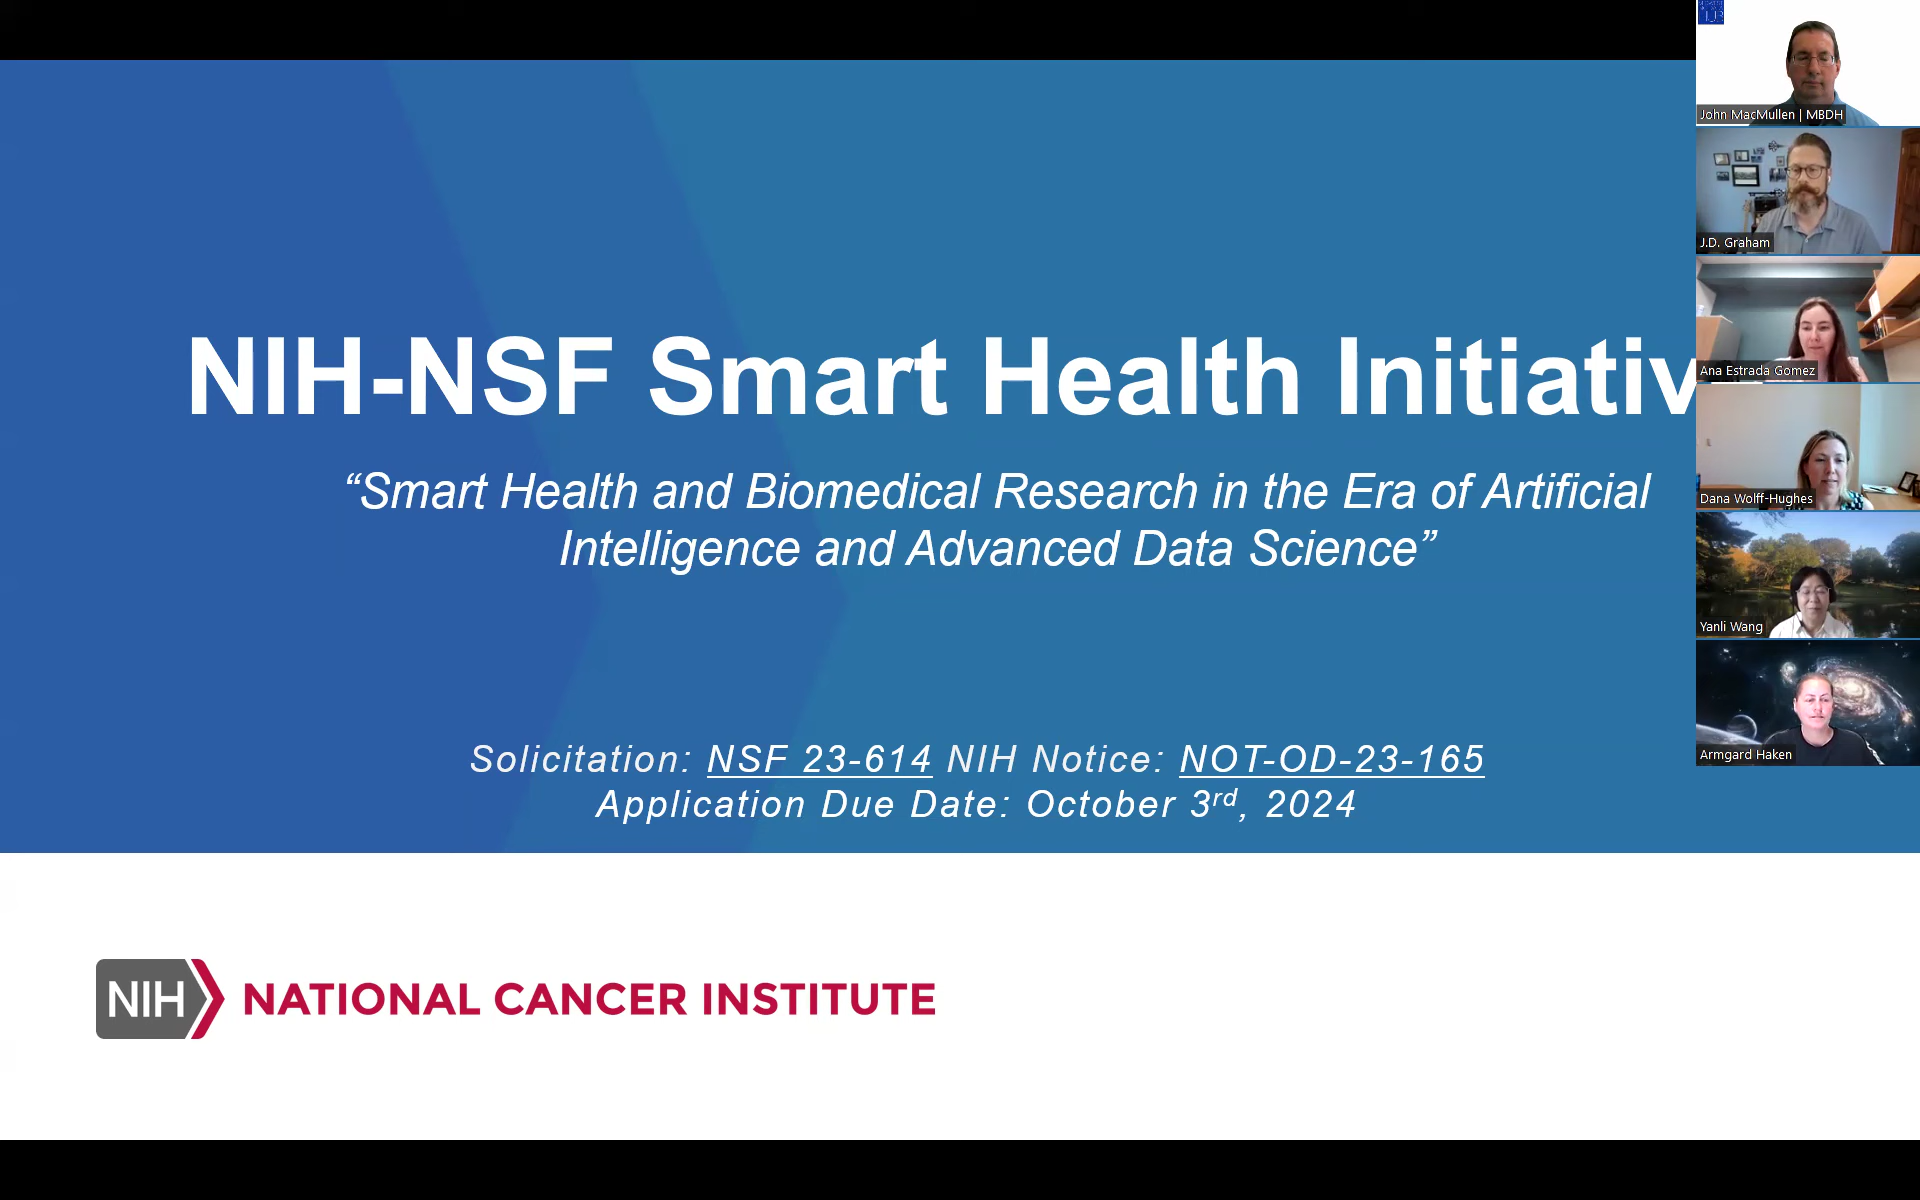 NIH-NSF Smart Health Initiativ
“Smart Health and Biomedical Research in the Era of Artificial
Intelligence and Advanced Data Science”
Solicitation: NSF 23-614 NIH Notice: NOT-OD-23-165
Application Due Date: October 3rd, 2024
NIH NATIONAL CANCER INSTITUTE
John MacMullen | MBDH
J.D. Graham
Ana Estrada Gomez
Dana Wolff-Hughes
Yanli Wang
Armgard Haken